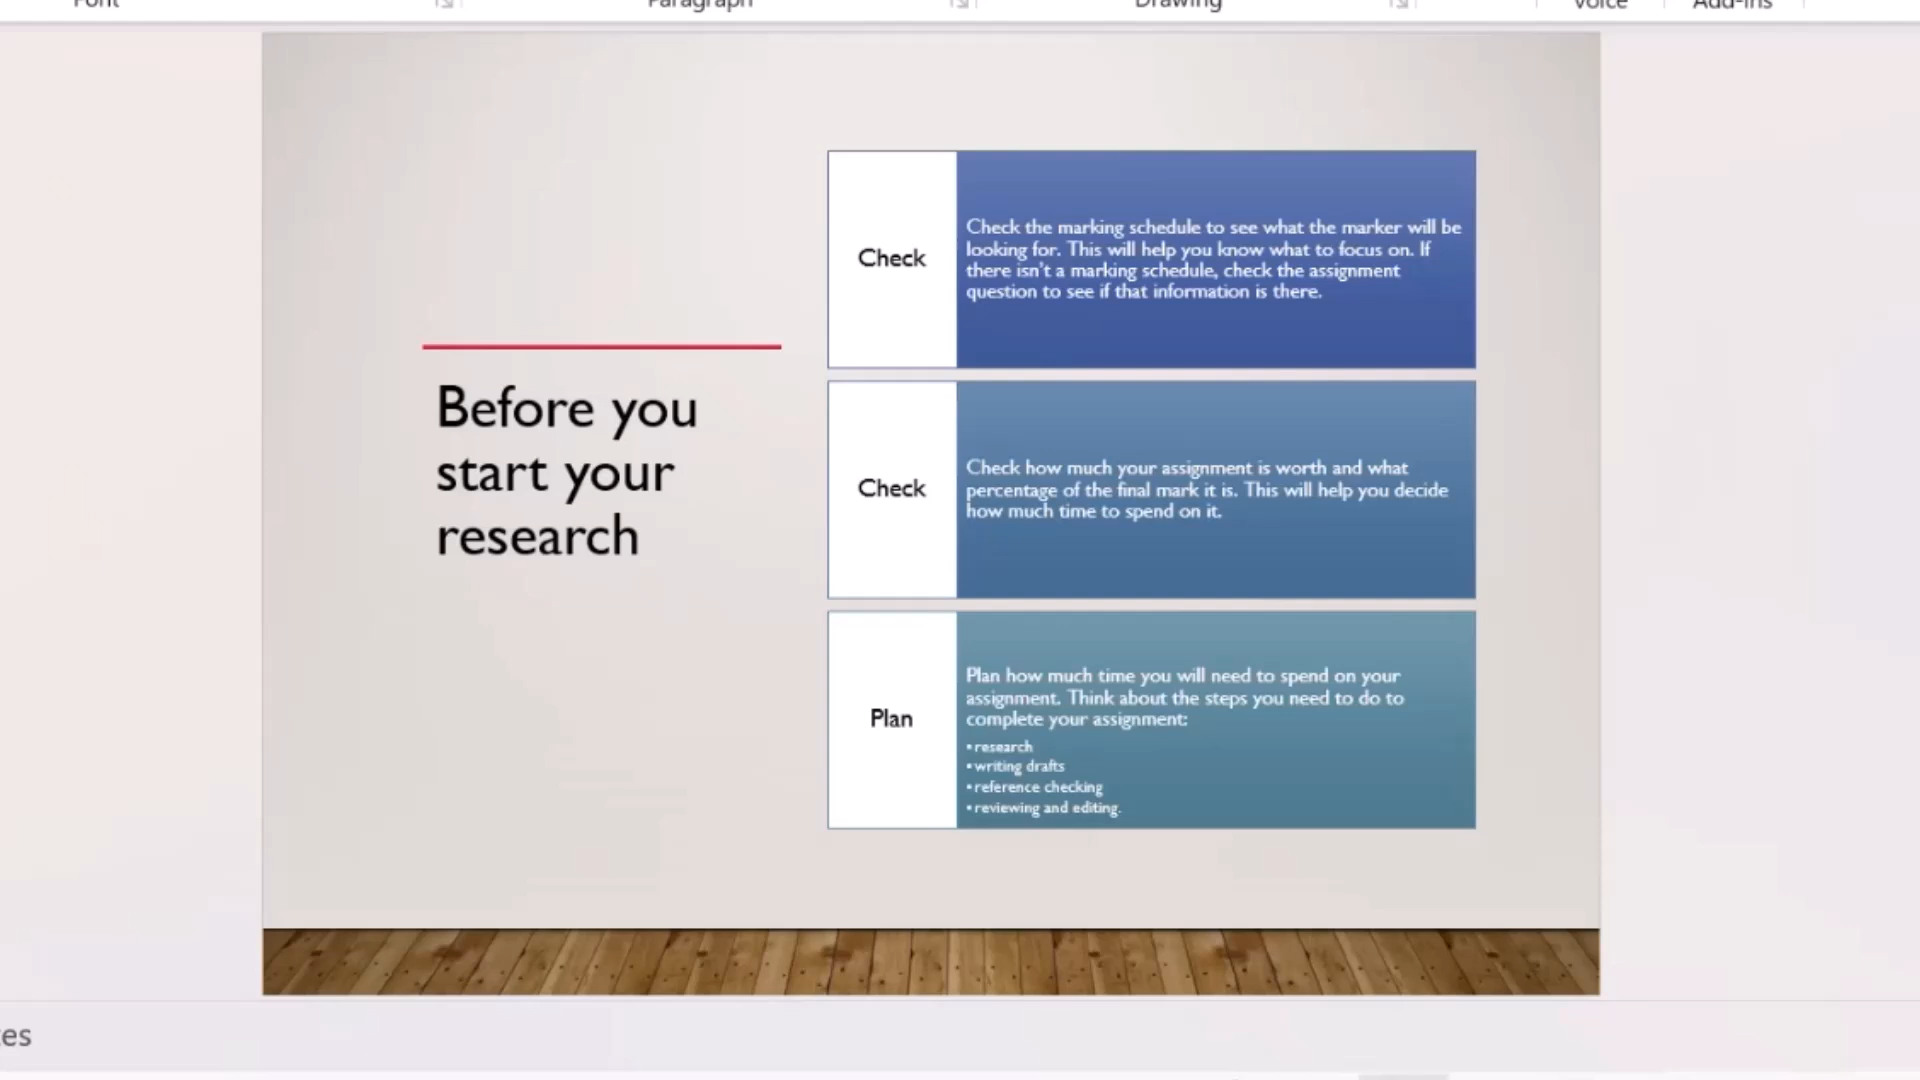 Font
Paragraph
Drawing
Voice
Add-ins
Before you
start your
research
Check
Check the marking schedule to see what the marker will be
looking for. This will help you know what to focus on. If
there isn't a marking schedule, check the assignment
question to see if that information is there.
Check
Check how much your assignment is worth and what
percentage of the final mark it is. This will help you decide
how much time to spend on it.
Plan
Plan how much time you will need to spend on your
assignment. Think about the steps you need to do to
complete your assignment:
• research
• writing drafts
• reference checking
• reviewing and editing.